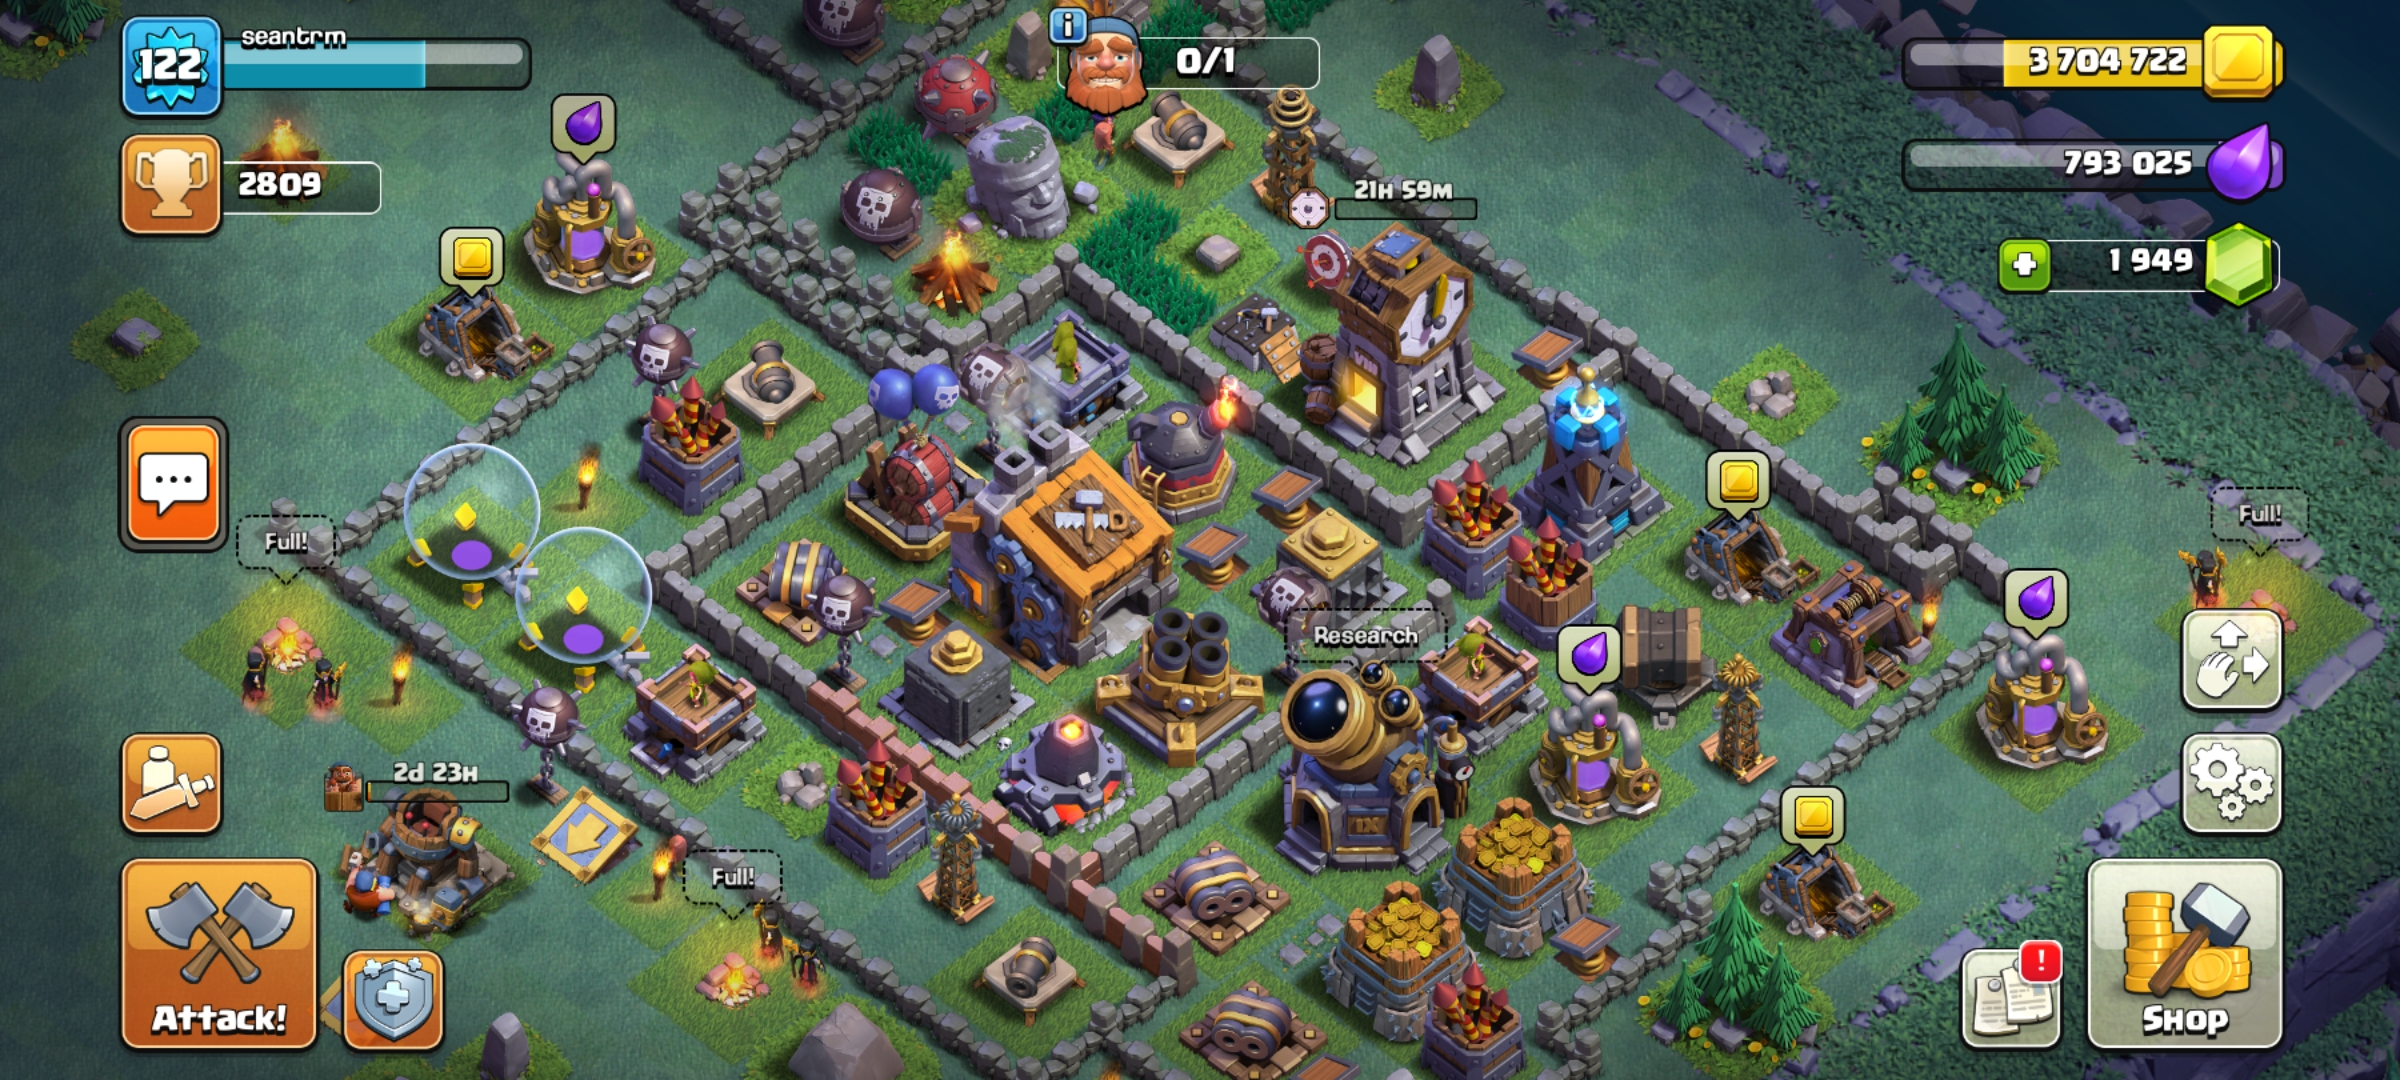 122
seantrm
i
0/1
3 704 722
2809
793 025
21H 59M
1 949
Full!
Full!
Research
2d 23H
Full!
IX
!
Attack!
Shop